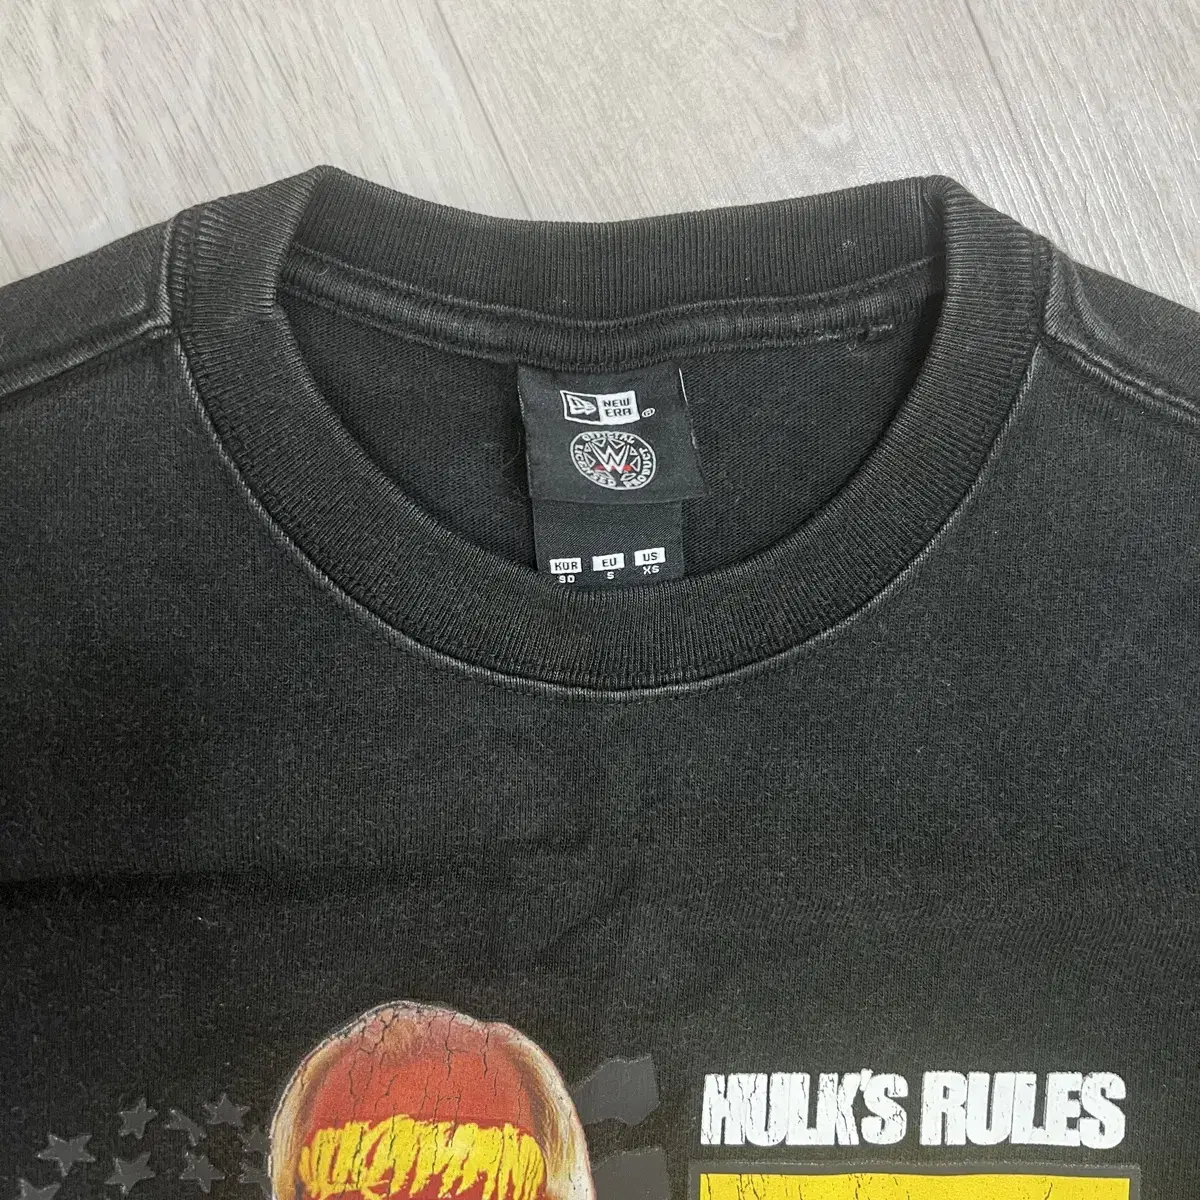 NEW
ERA ®
OFFICIAL
W
LICENSED PRODUCT
KOR EU US
90 S XS
HULK'S RULES